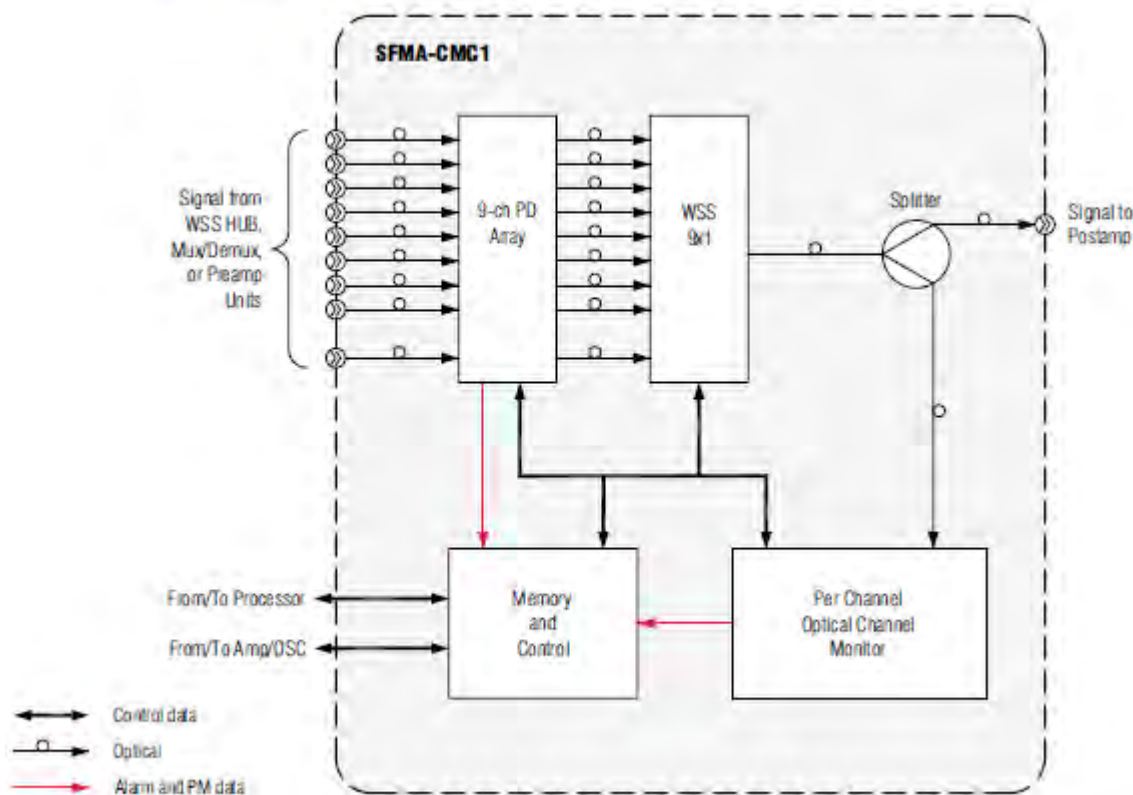 SFMA-CMC1
Signal from
WSS HUB,
Mux/Demux,
or Preamp
Units
9-ch PD
Array
WSS
9x1
Splitter
Signal to
Postamp
From/To Processor
From/To Amp/OSC
Memory
and
Control
Per Channel
Optical Channel
Monitor
Control data
Optical
Alarm and PM data